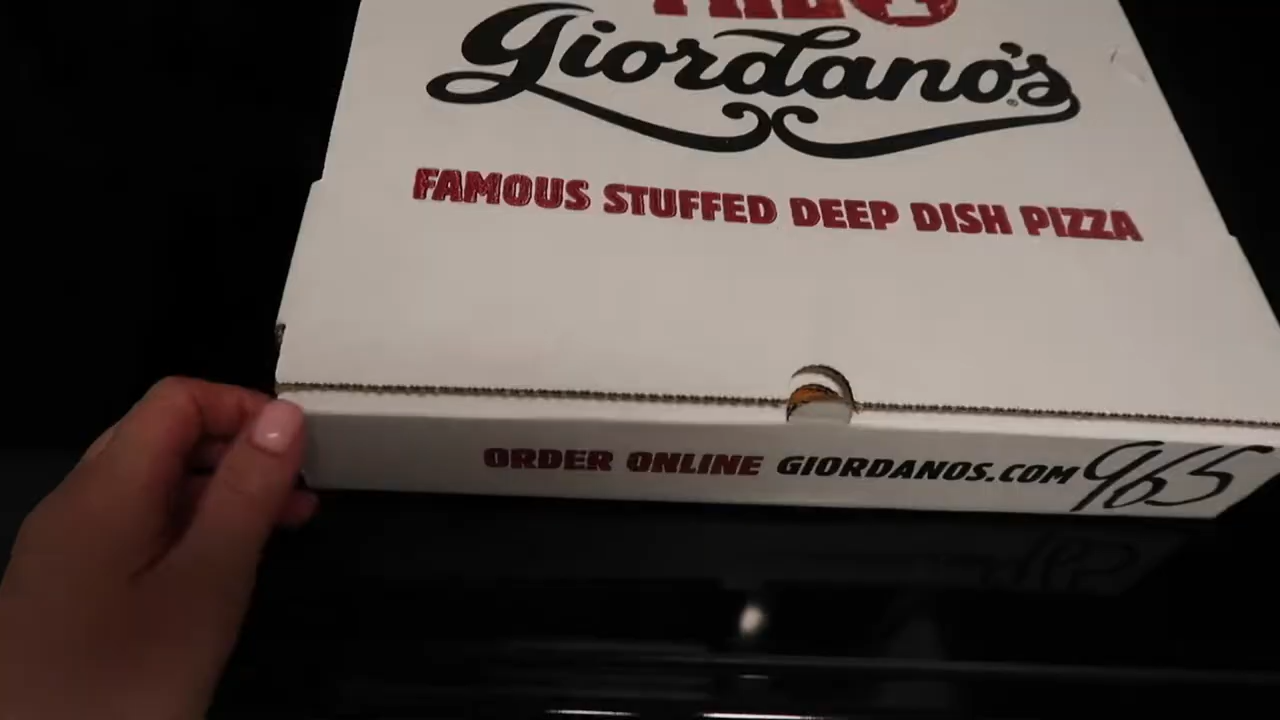 Giordano's
FAMOUS STUFFED DEEP DISH PIZZA
ORDER ONLINE GIORDANOS.COM 965